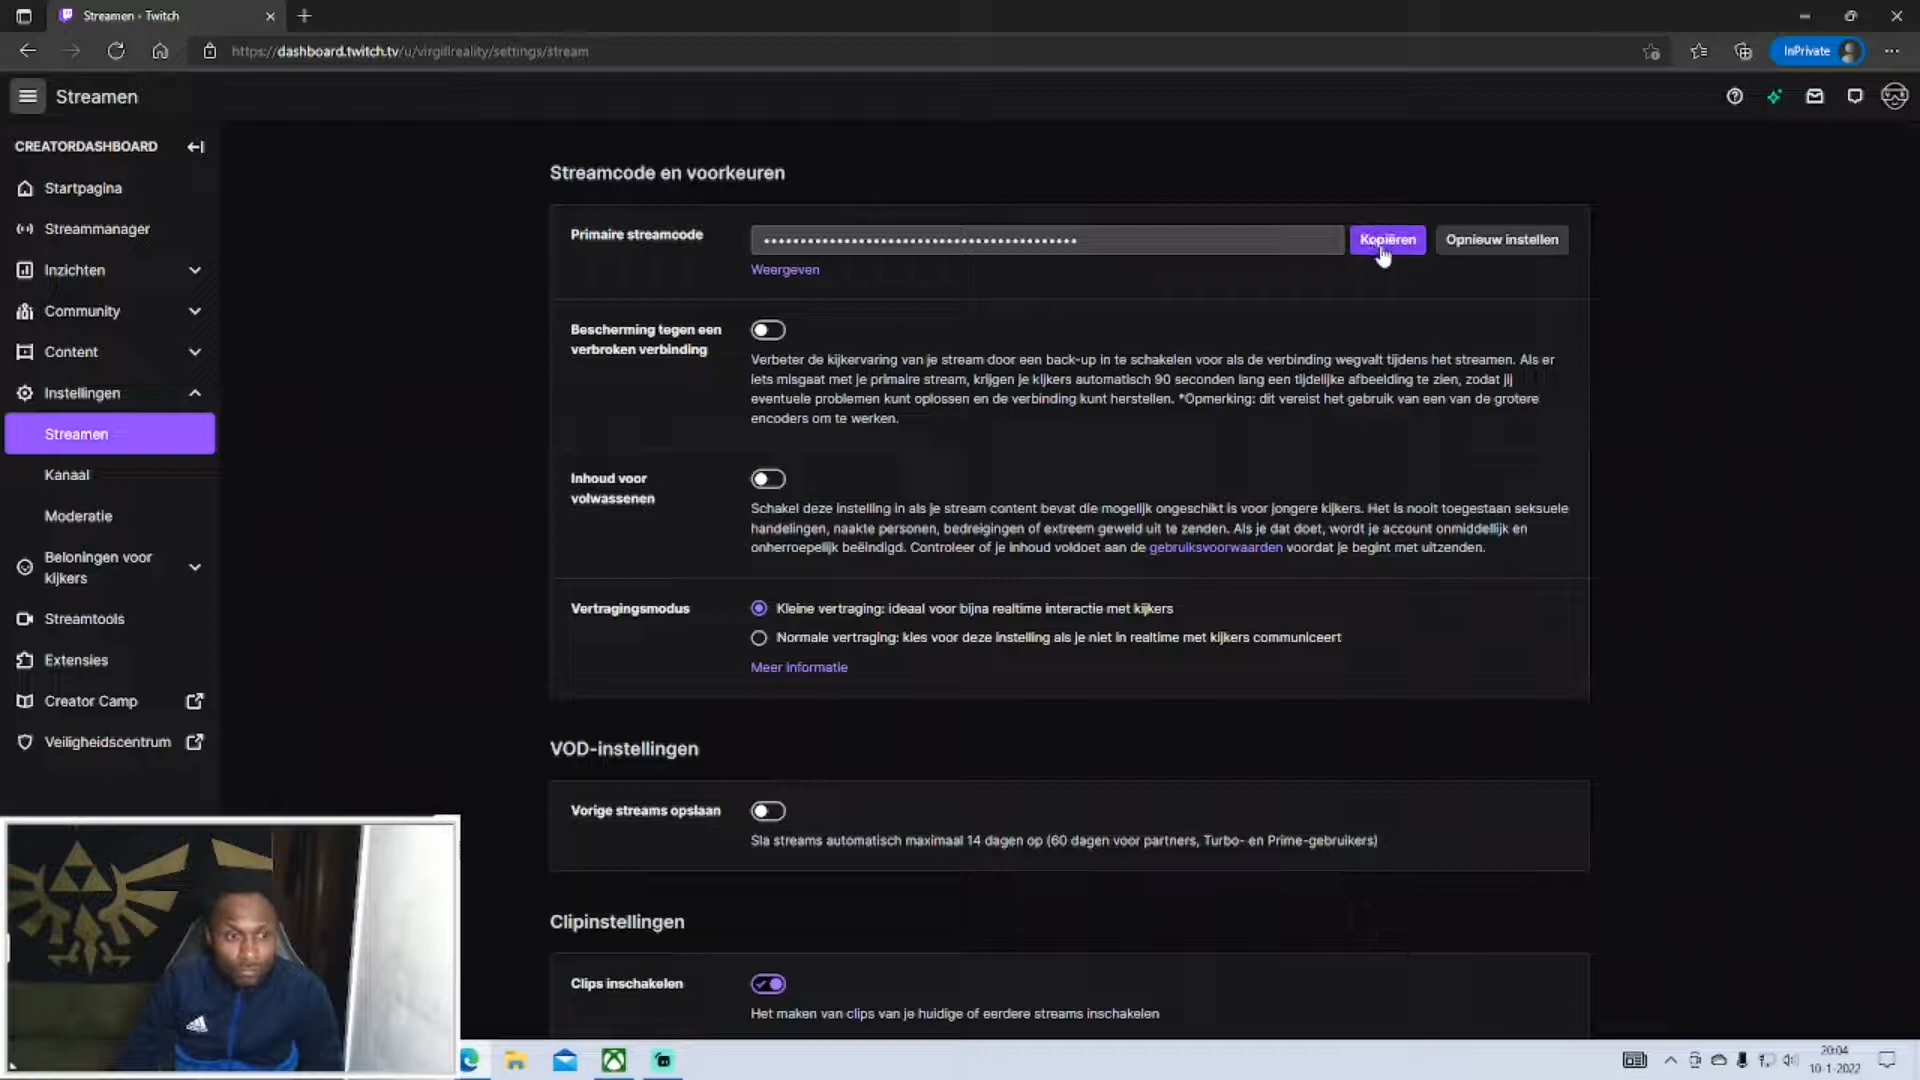 Streamen - Twitch
https://dashboard.twitch.tv/u/virgillreality/settings/stream
InPrivate
Streamen
CREATORDASHBOARD
Startpagina
Streammanager
Inzichten
Community
Content
Instellingen
Streamen
Kanaal
Moderatie
Beloningen voor
kijkers
Streamtools
Extensies
Creator Camp
Veiligheidscentrum
Streamcode en voorkeuren
Primaire streamcode
Kopiëren
Opnieuw instellen
Weergeven
Bescherming tegen een
verbroken verbinding
Verbeter de kijkervaring van je stream door een back-up in te schakelen voor als de verbinding wegvalt tijdens het streamen. Als er
iets misgaat met je primaire stream, krijgen je kijkers automatisch 90 seconden lang een tijdelijke afbeelding te zien, zodat jij
eventuele problemen kunt oplossen en de verbinding kunt herstellen. *Opmerking: dit vereist het gebruik van een van de grotere
encoders om te werken.
Inhoud voor
volwassenen
Schakel deze instelling in als je stream content bevat die mogelijk ongeschikt is voor jongere kijkers. Het is nooit toegestaan seksuele
handelingen, naakte personen, bedreigingen of extreem geweld uit te zenden. Als je dat doet, wordt je account onmiddellijk en
onherroepelijk beëindigd. Controleer of je inhoud voldoet aan de gebruiksvoorwaarden voordat je begint met uitzenden.
Vertragingsmodus
Kleine vertraging: ideaal voor bijna realtime interactie met kijkers
Normale vertraging: kies voor deze instelling als je niet in realtime met kijkers communiceert
Meer informatie
VOD-instellingen
Vorige streams opslaan
Sla streams automatisch maximaal 14 dagen op (60 dagen voor partners, Turbo- en Prime-gebruikers)
Clipinstellingen
Clips inschakelen
Het maken van clips van je huidige of eerdere streams inschakelen
adidas
20:04
10-1-2022